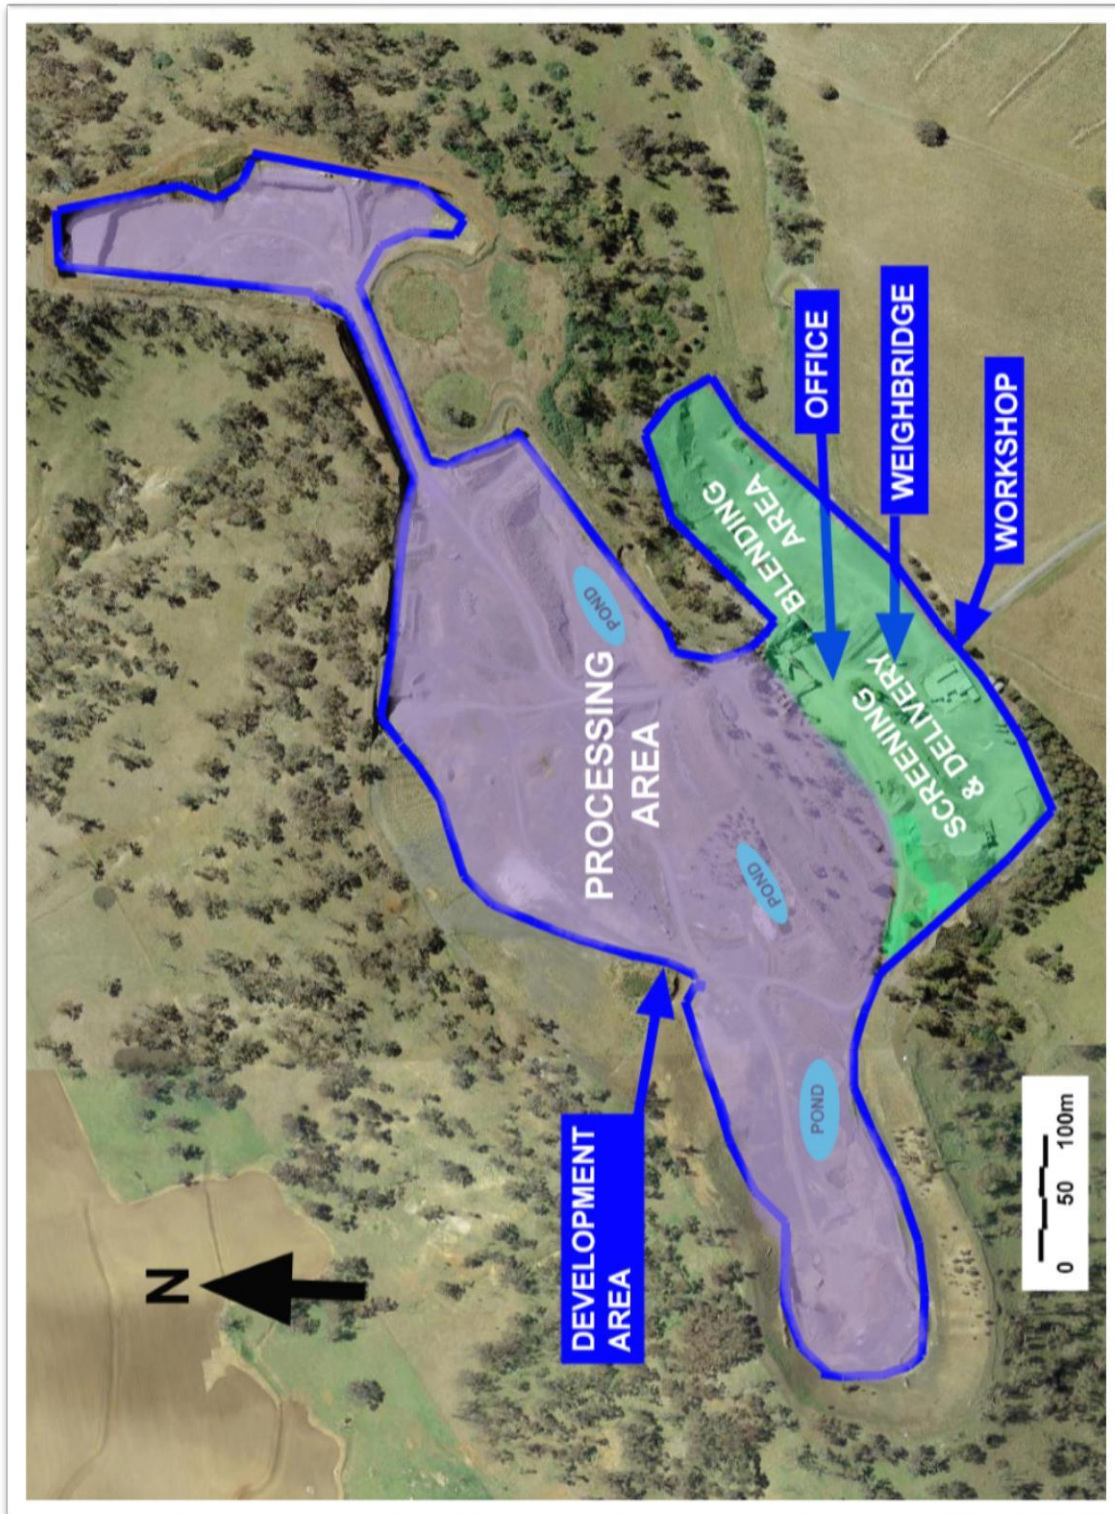 N
DEVELOPMENT
AREA
PROCESSING
AREA
POND
POND
POND
BLENDING
AREA
SCREENING
& DELIVERY
OFFICE
WEIGHBRIDGE
WORKSHOP
0 50 100m